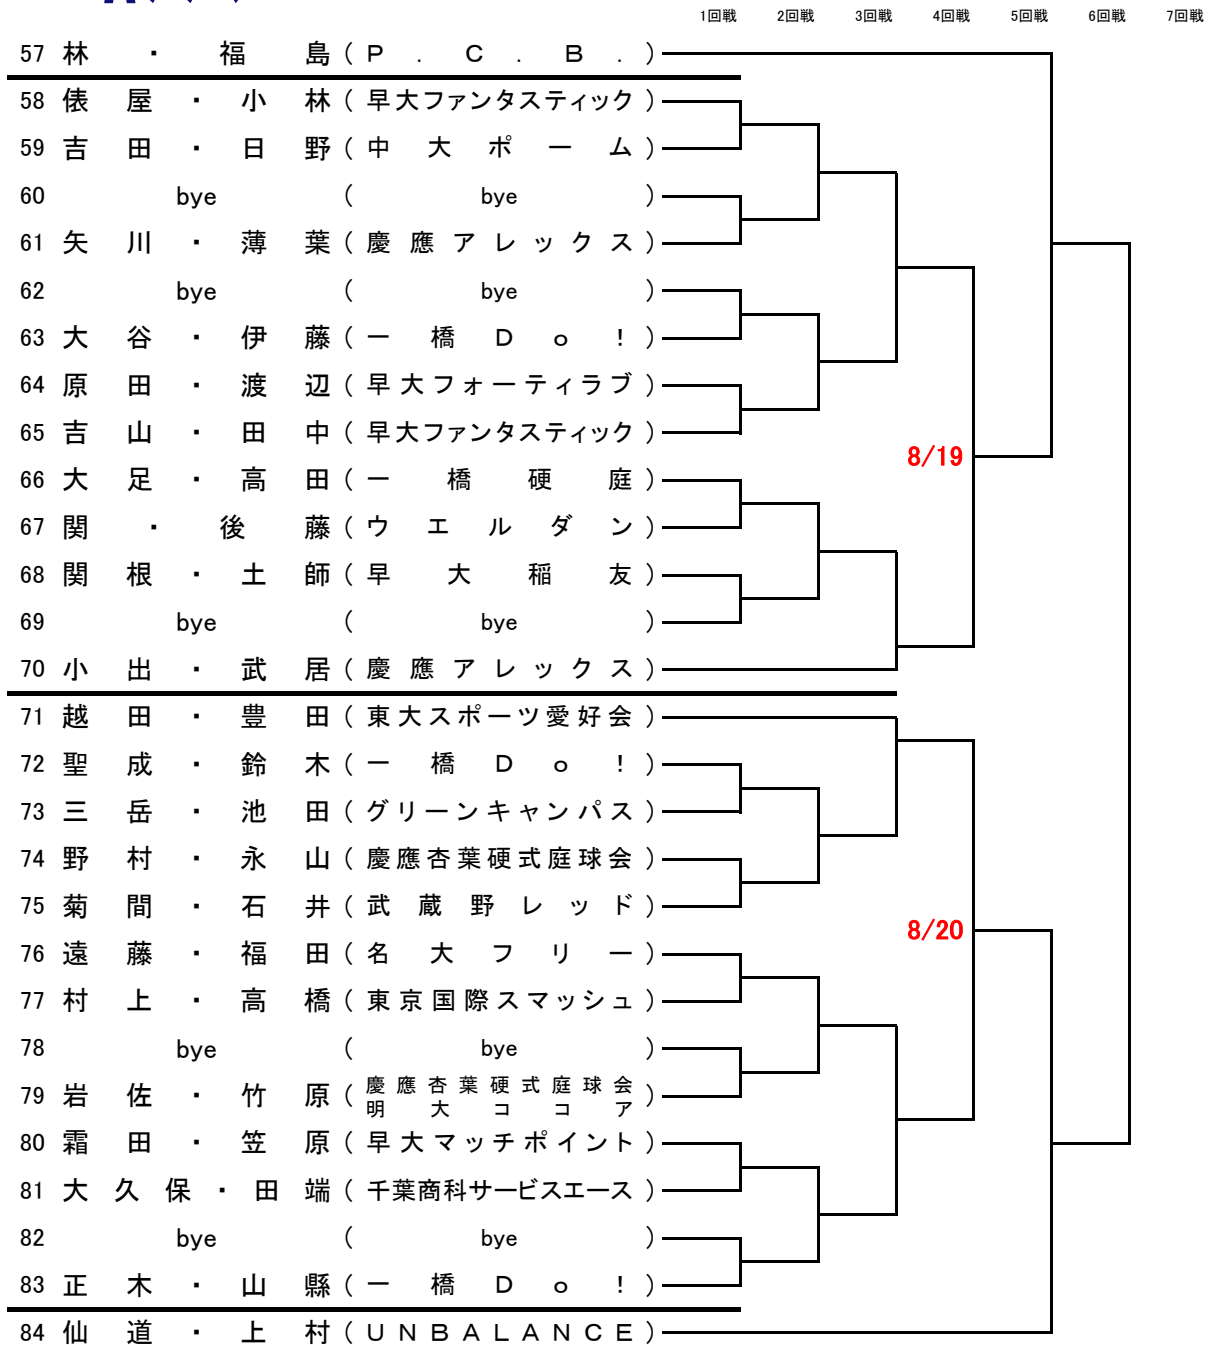 1回戦 2回戦 3回戦 4回戦 5回戦 6回戦 7回戦
57 林・福島(P.C.B.)
58 俵屋・小林(早大ファンタスティック)
59 吉田・日野(中大ポーム)
60 bye (bye)
61 矢川・薄葉(慶應アレックス)
62 bye (bye)
63 大谷・伊藤(一橋Do!)
64 原田・渡辺(早大フォーティラブ)
65 吉山・田中(早大ファンタスティック)
8/19
66 大足・高田(一橋硬庭)
67 関・後藤(ウエルダン)
68 関根・土師(早大稲友)
69 bye (bye)
70 小出・武居(慶應アレックス)
71 越田・豊田(東大スポーツ愛好会)
72 聖成・鈴木(一橋Do!)
73 三岳・池田(グリーンキャンパス)
74 野村・永山(慶應杏葉硬式庭球会)
75 菊間・石井(武蔵野レッド)
8/20
76 遠藤・福田(名大フリー)
77 村上・高橋(東京国際スマッシュ)
78 bye (bye)
79 岩佐・竹原(慶應杏葉硬式庭球会
明大ココア)
80 霜田・笠原(早大マッチポイント)
81 大久保・田端(千葉商科サービスエース)
82 bye (bye)
83 正木・山縣(一橋Do!)
84 仙道・上村(UNBALANCE)